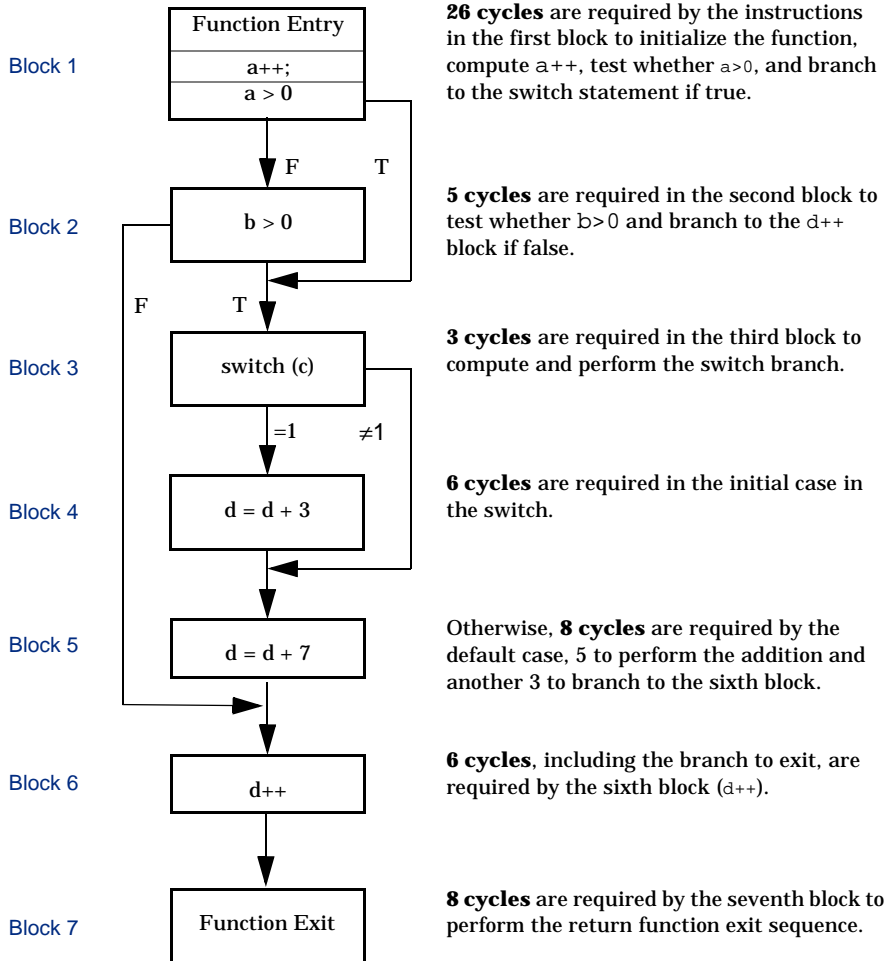 Function Entry
26 cycles are required by the instructions
in the first block to initialize the function,
compute a++, test whether a>0, and branch
to the switch statement if true.
Block 1
a++;
a > 0
F
T
5 cycles are required in the second block to
test whether b>0 and branch to the d++
block if false.
Block 2
b > 0
F
T
3 cycles are required in the third block to
compute and perform the switch branch.
Block 3
switch (c)
=1
≠1
6 cycles are required in the initial case in
the switch.
Block 4
d = d + 3
Otherwise, 8 cycles are required by the
default case, 5 to perform the addition and
another 3 to branch to the sixth block.
Block 5
d = d + 7
6 cycles, including the branch to exit, are
required by the sixth block (d++).
Block 6
d++
8 cycles are required by the seventh block to
perform the return function exit sequence.
Block 7
Function Exit